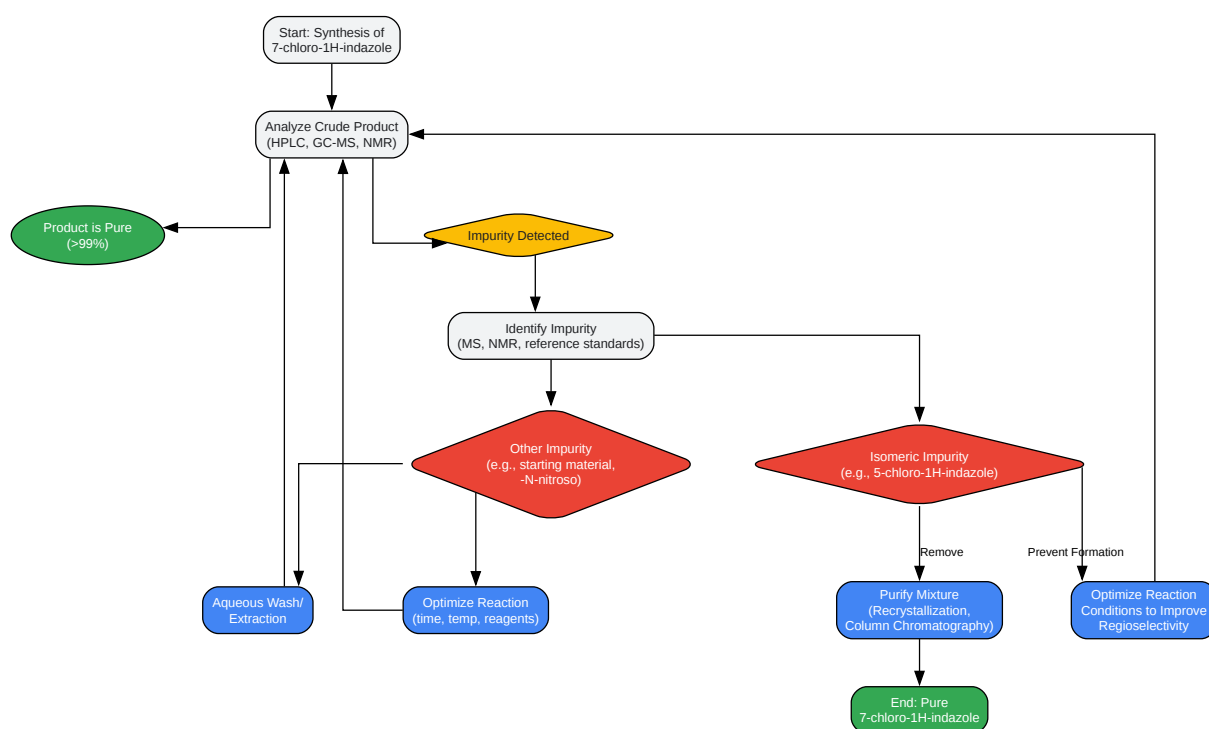 Start: Synthesis of
7-chloro-1H-indazole
Analyze Crude Product
(HPLC, GC-MS, NMR)
Product is Pure
(>99%)
Impurity Detected
Identify Impurity
(MS, NMR, reference standards)
Other Impurity
(e.g., starting material,
-N-nitroso)
Isomeric Impurity
(e.g., 5-chloro-1H-indazole)
Remove
Prevent Formation
Aqueous Wash/
Extraction
Optimize Reaction
(time, temp, reagents)
Purify Mixture
(Recrystallization,
Column Chromatography)
Optimize Reaction
Conditions to Improve
Regioselectivity
End: Pure
7-chloro-1H-indazole